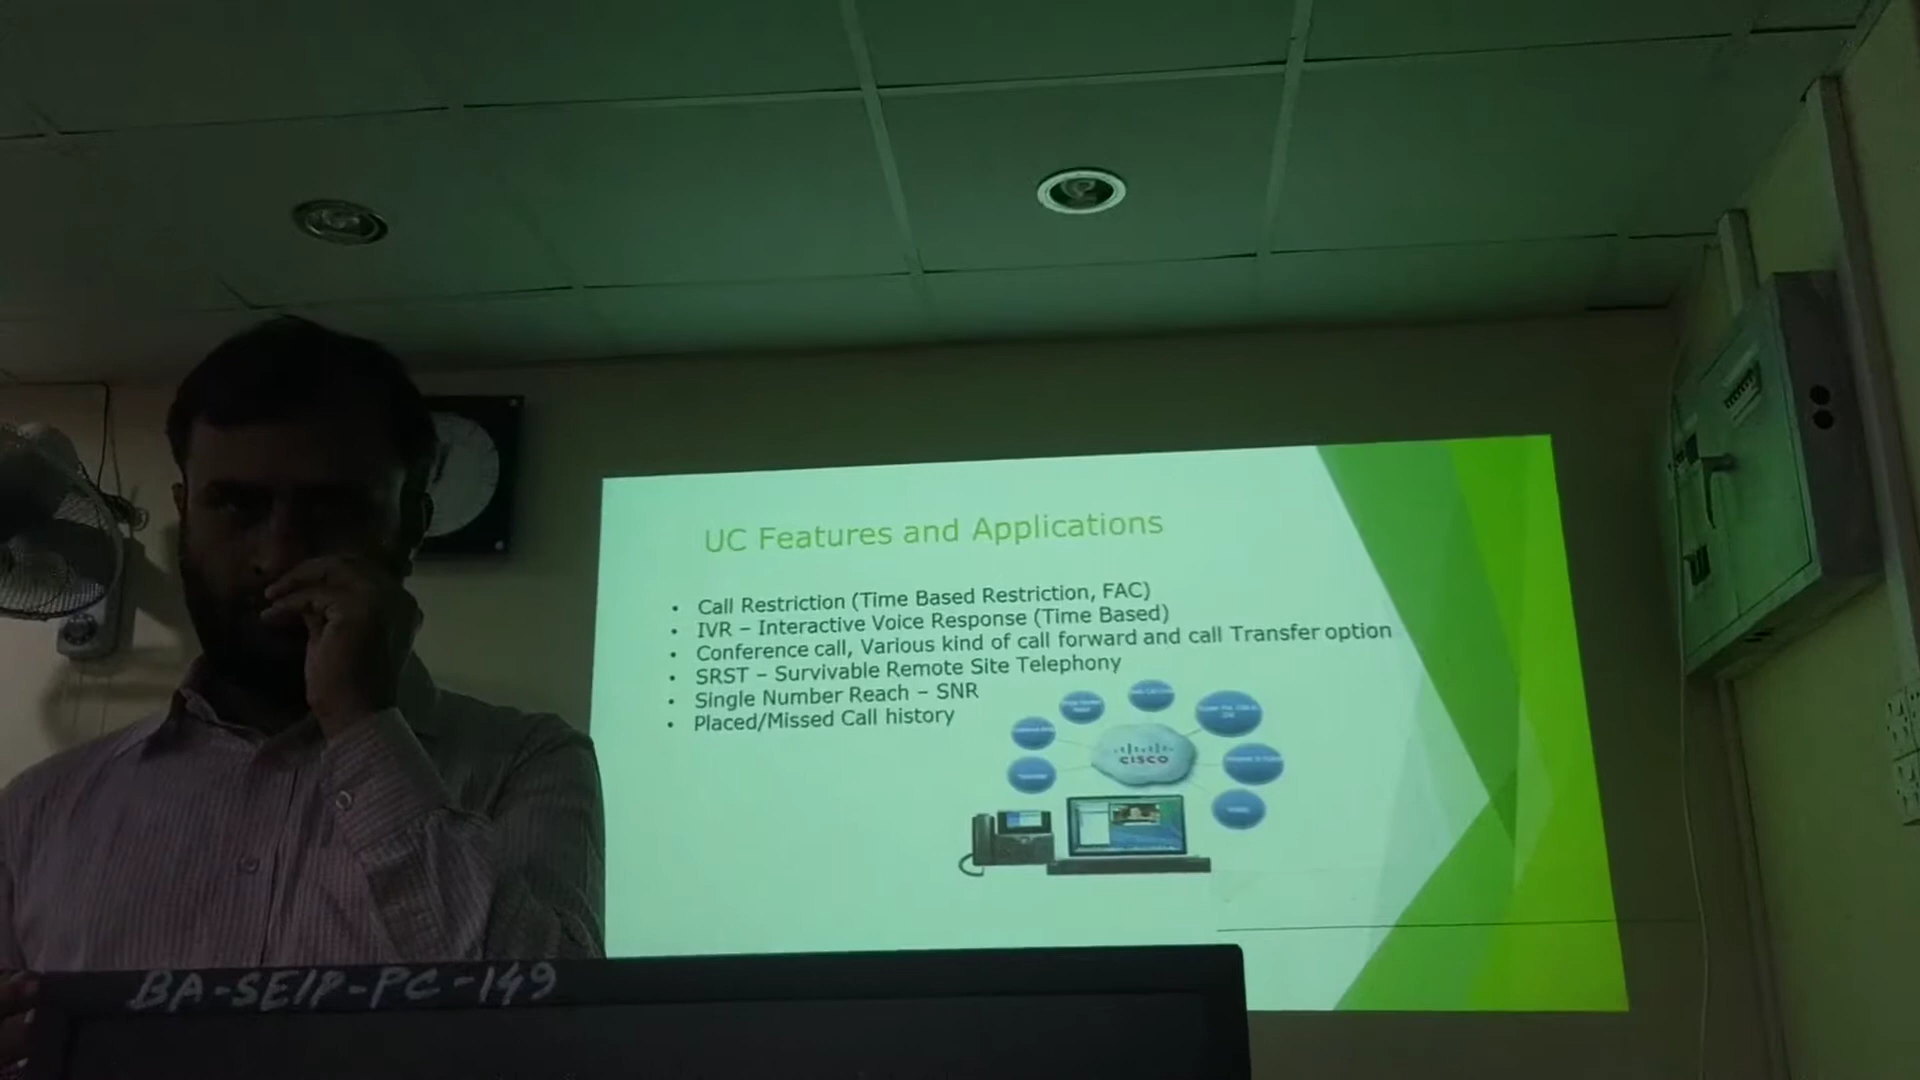 UC Features and Applications
• Call Restriction (Time Based Restriction, FAC)
• IVR – Interactive Voice Response (Time Based)
• Conference call, Various kind of call forward and call Transfer option
• SRST – Survivable Remote Site Telephony
• Single Number Reach – SNR
• Placed/Missed Call history
CISCO
BA-SEIP-PC-149